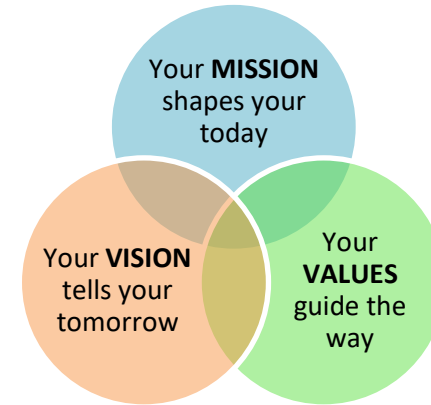 Your MISSION
shapes your
today
Your VISION
tells your
tomorrow
Your
VALUES
guide the
way